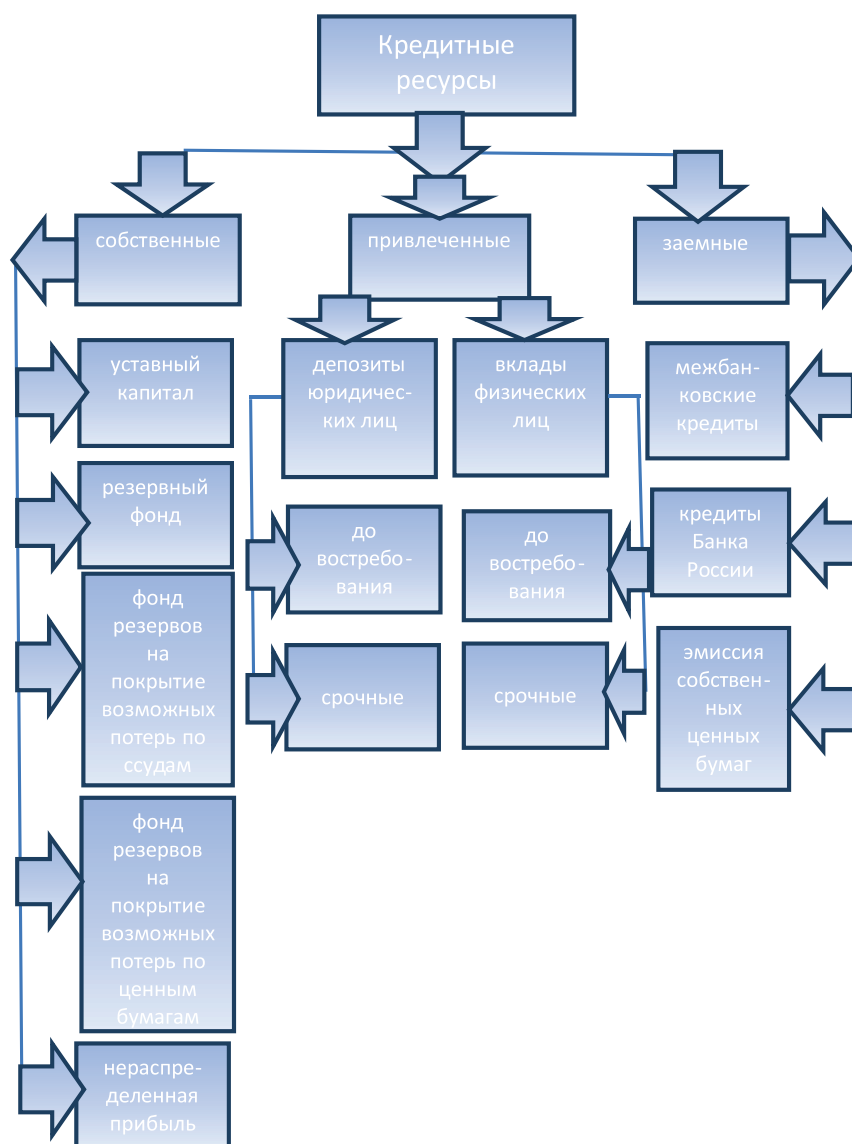 Кредитные
ресурсы
собственные
привлеченные
заемные
уставный
капитал
резервный
фонд
фонд
резервов
на
покрытие
возможных
потерь по
ссудам
фонд
резервов
на
покрытие
возможных
потерь по
ценным
бумагам
нераспре-
деленная
прибыль
депозиты
юридичес-
ких лиц
до
востребо-
вания
срочные
вклады
физических
лиц
до
востребо-
вания
срочные
межбан-
ковские
кредиты
кредиты
Банка
России
эмиссия
собствен-
ных
ценных
бумаг